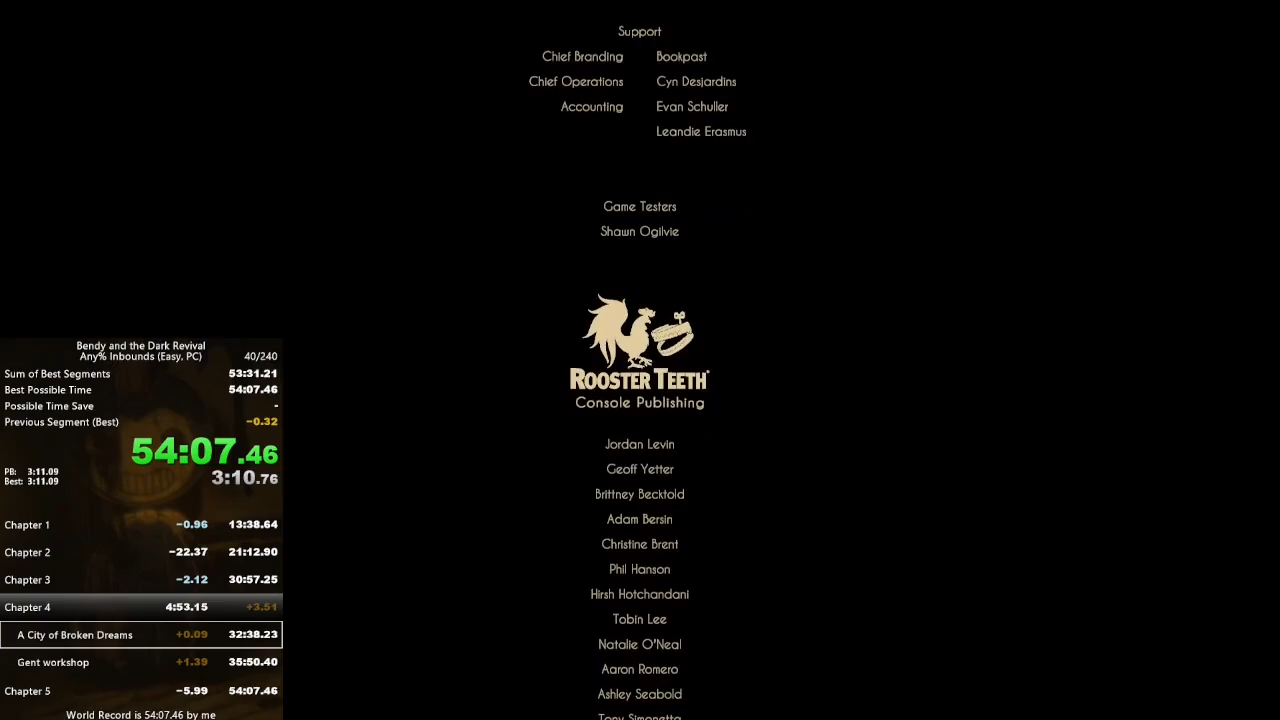 Support
Chief Branding Bookpast
Chief Operations Cyn Desjardins
Accounting Evan Schuller
Leandie Erasmus
Game Testers
Shawn Ogilvie
ROOSTER TEETH
Console Publishing
Jordan Levin
Geoff Yetter
Brittney Becktold
Adam Bersin
Christine Brent
Phil Hanson
Hirsh Hotchandani
Tobin Lee
Natalie O'Neal
Aaron Romero
Ashley Seabold
Tony Simonetta
Bendy and the Dark Revival
Any% Inbounds (Easy, PC) 40/240
Sum of Best Segments 53:31.21
Best Possible Time 54:07.46
Possible Time Save -
Previous Segment (Best) −0.32
54:07.46
PB: 3:11.09
Best: 3:11.09
3:10.76
Chapter 1 −0.96 13:38.64
Chapter 2 −22.37 21:12.90
Chapter 3 −2.12 30:57.25
Chapter 4 4:53.15 +3.51
A City of Broken Dreams +0.09 32:38.23
Gent workshop +1.39 35:50.40
Chapter 5 −5.99 54:07.46
World Record is 54:07.46 by me